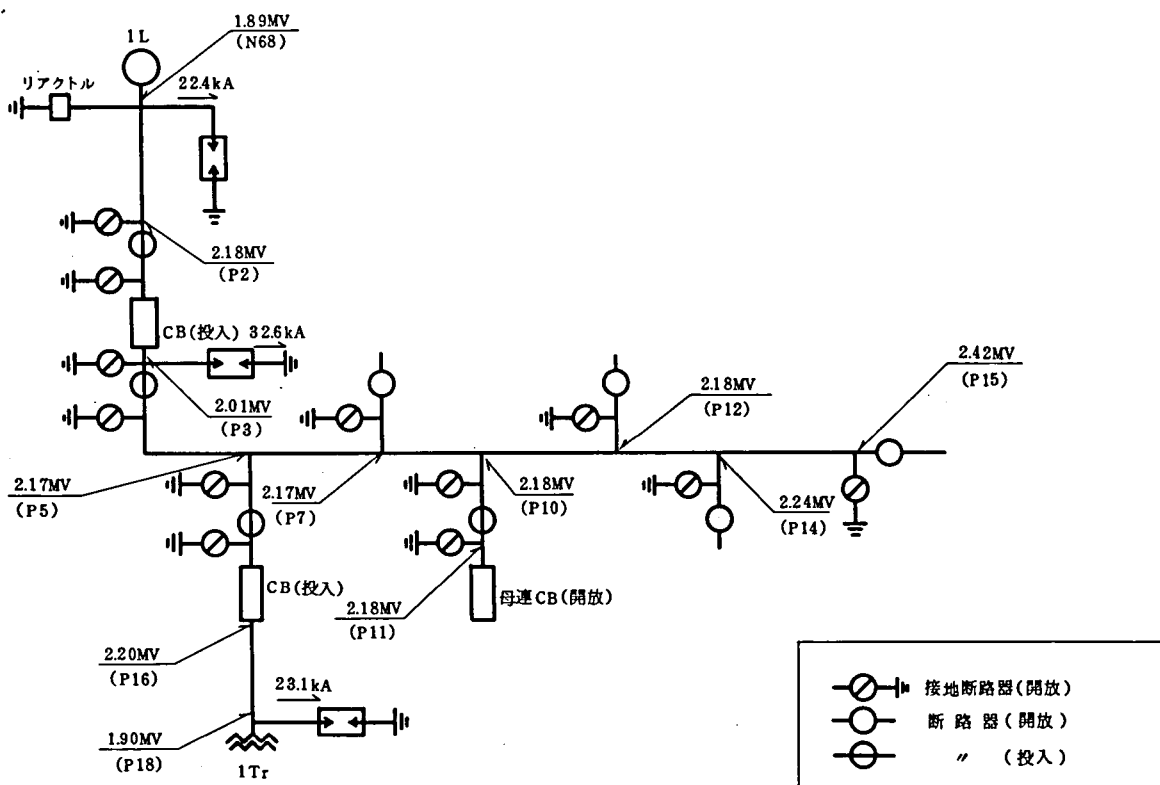 1.89MV
(N68)
1L
リアクトル
22.4kA
2.18MV
(P2)
CB(投入)
32.6kA
2.01MV
(P3)
2.42MV
(P15)
2.18MV
(P12)
2.17MV
(P5)
2.17MV
(P7)
2.18MV
(P10)
2.24MV
(P14)
CB(投入)
母連CB(開放)
2.18MV
(P11)
2.20MV
(P16)
23.1kA
1.90MV
(P18)
1Tr
接地断路器(開放)
断路器(開放)
〃 (投入)